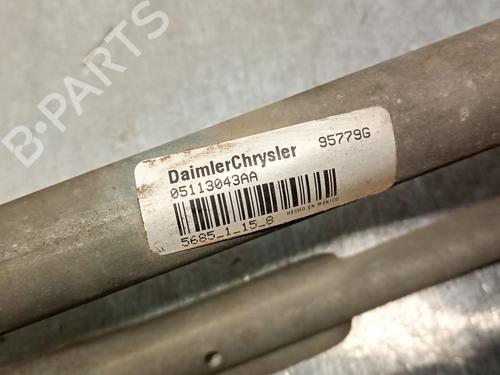 B-PARTS
DaimlerChrysler 95779G
05113043AA
5685_1_15_8 HECHO EN MEXICO